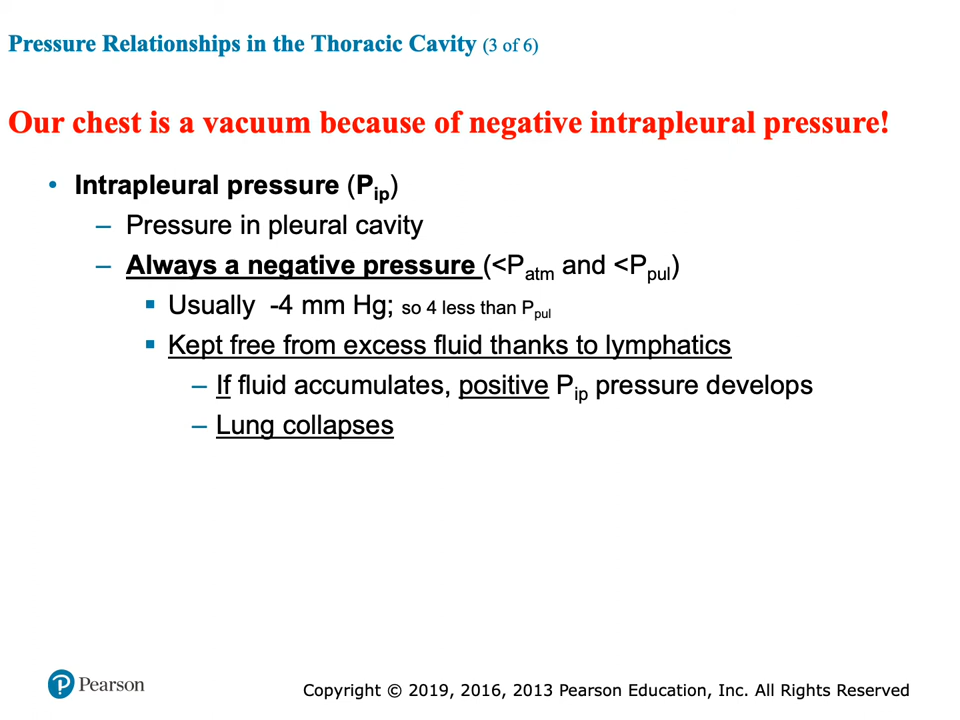 Pressure Relationships in the Thoracic Cavity (3 of 6)
Our chest is a vacuum because of negative intrapleural pressure!
• Intrapleural pressure (Pip)
– Pressure in pleural cavity
– Always a negative pressure (<Patm and <Ppul)
▪ Usually -4 mm Hg; so 4 less than Ppul
▪ Kept free from excess fluid thanks to lymphatics
– If fluid accumulates, positive Pip pressure develops
– Lung collapses
P Pearson
Copyright © 2019, 2016, 2013 Pearson Education, Inc. All Rights Reserved